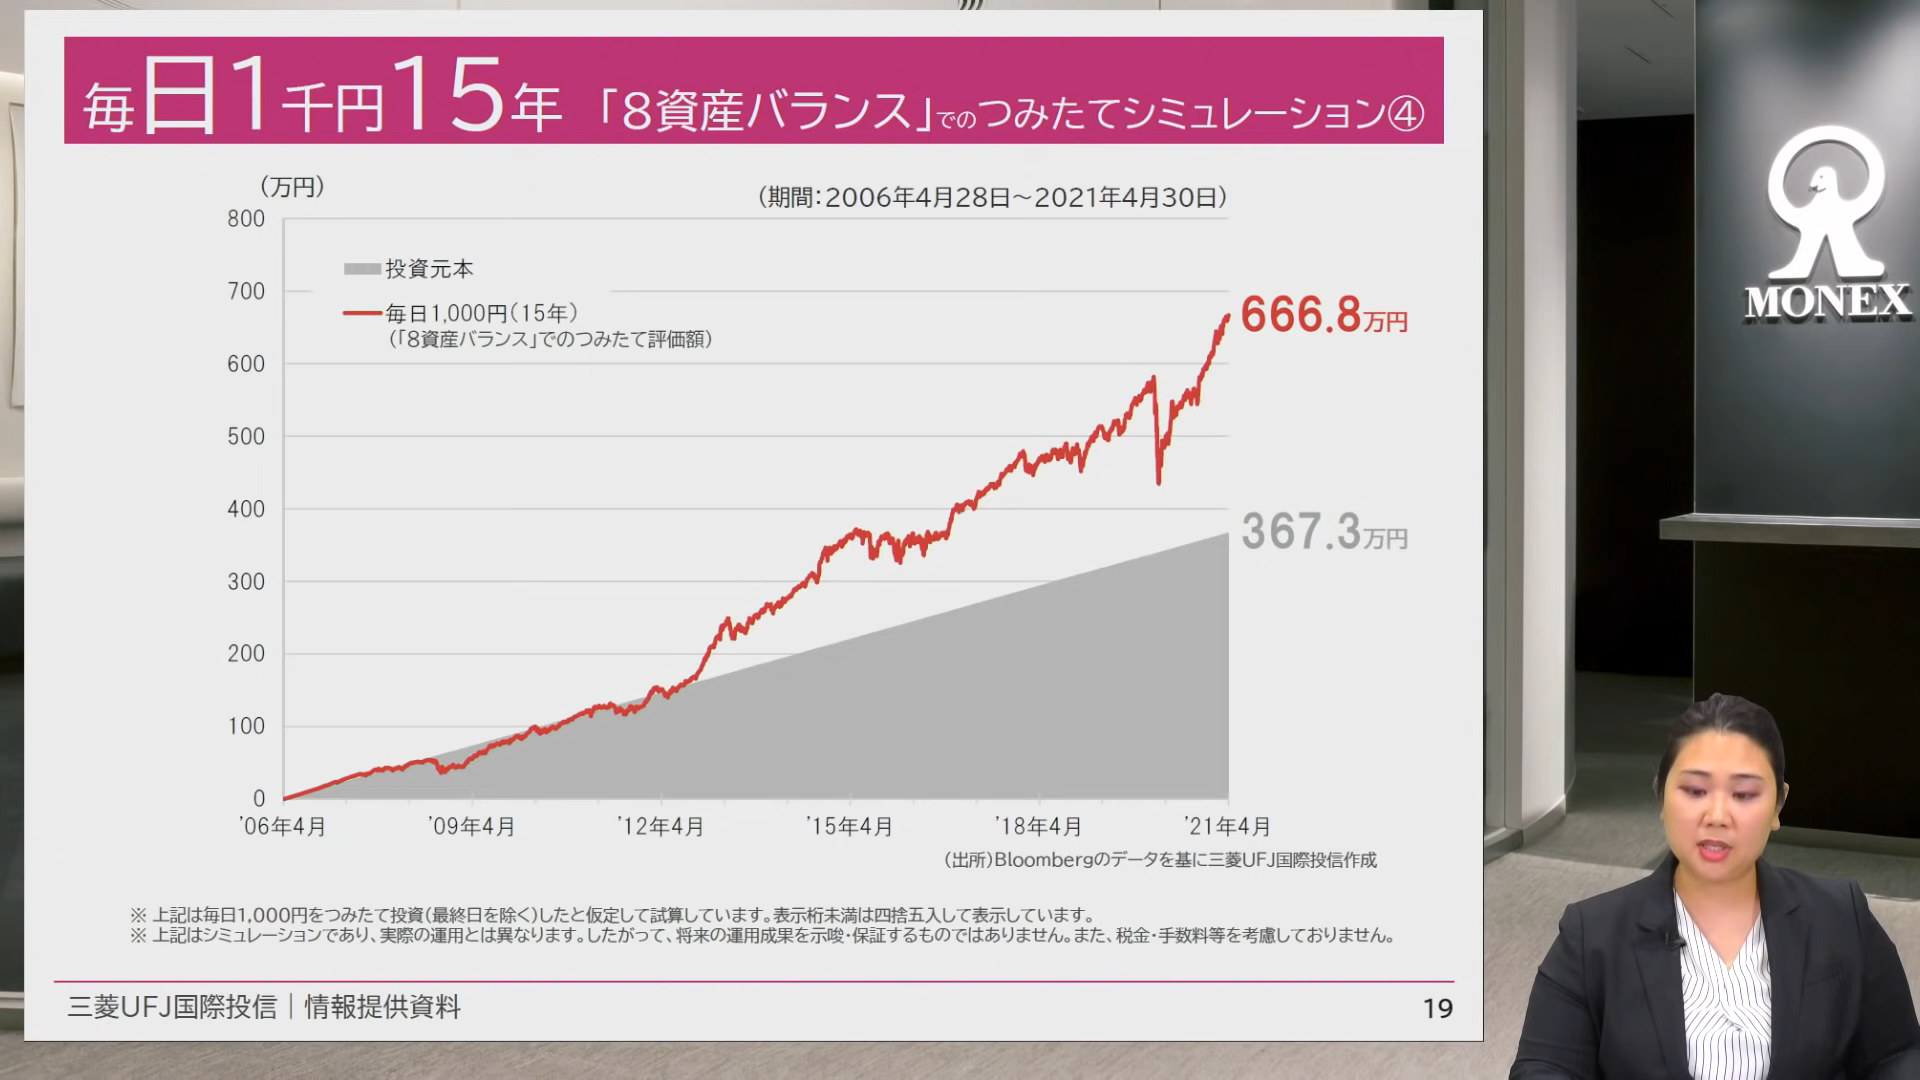 毎日1千円15年 「8資産バランス」でのつみたてシミュレーション④
(万円)
(期間：2006年4月28日～2021年4月30日)
800
700
600
500
400
300
200
100
0
投資元本
毎日1,000円(15年)
(「8資産バランス」でのつみたて評価額)
666.8万円
367.3万円
'06年4月 '09年4月 '12年4月 '15年4月 '18年4月 '21年4月
(出所)Bloombergのデータを基に三菱UFJ国際投信作成
※ 上記は毎日1,000円をつみたて投資(最終日を除く)したと仮定して試算しています。表示桁未満は四捨五入して表示しています。
※ 上記はシミュレーションであり、実際の運用とは異なります。したがって、将来の運用成果を示唆・保証するものではありません。また、税金・手数料等を考慮しておりません。
三菱UFJ国際投信｜情報提供資料
19
MONEX